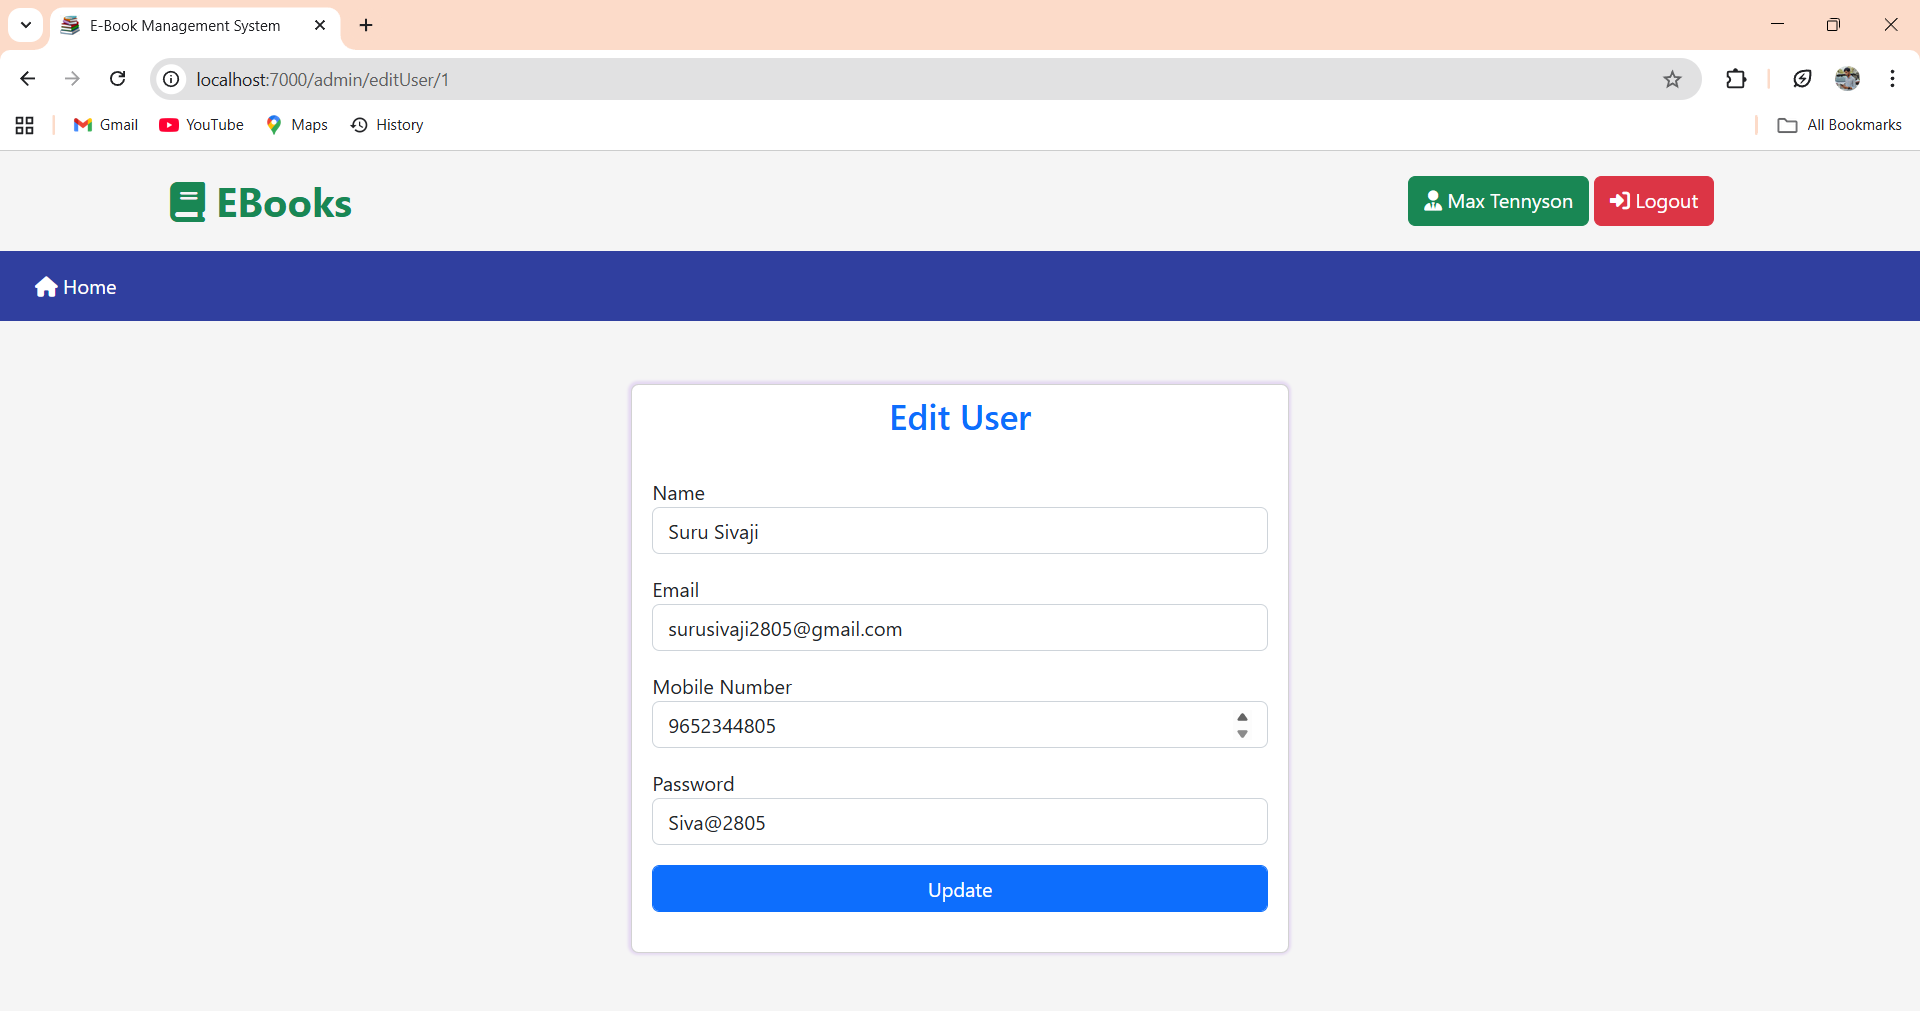 E-Book Management System
localhost:7000/admin/editUser/1
Gmail YouTube Maps History All Bookmarks
EBooks Max Tennyson Logout
Home
Edit User
Name
Suru Sivaji
Email
surusivaji2805@gmail.com
Mobile Number
9652344805
Password
Siva@2805
Update